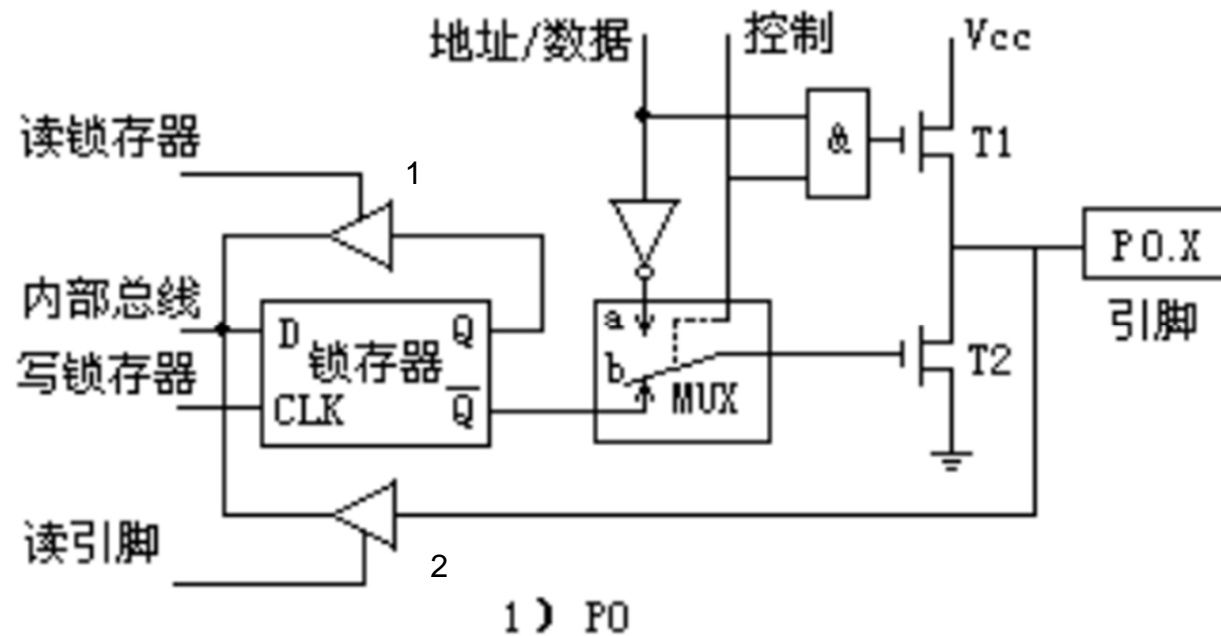 地址/数据
控制
Vcc
读锁存器
1
&
T1
P0.X
引脚
内部总线
写锁存器
D
Q
锁存器
CLK
Q
a
b
MUX
T2
读引脚
2
1) P0